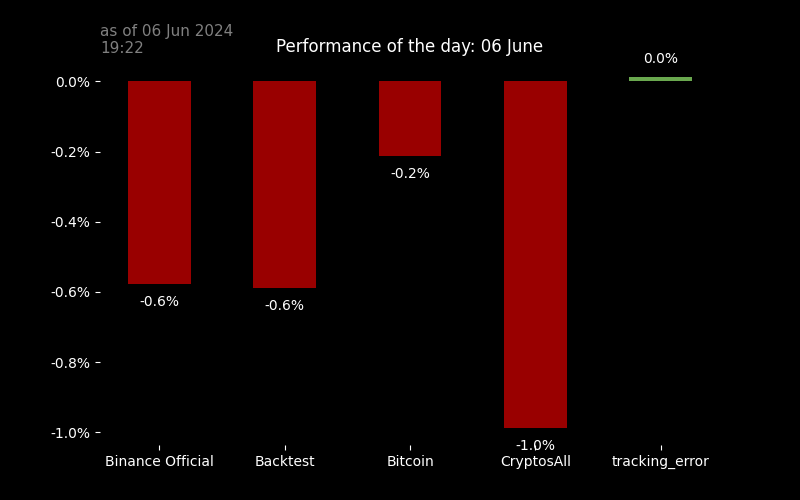 as of 06 Jun 2024
19:22
Performance of the day: 06 June
0.0%
0.0%
-0.2%
-0.2%
-0.4%
-0.6%
-0.6%
-0.6%
-0.8%
-1.0%
-1.0%
Binance Official
Backtest
Bitcoin
CryptosAll
tracking_error